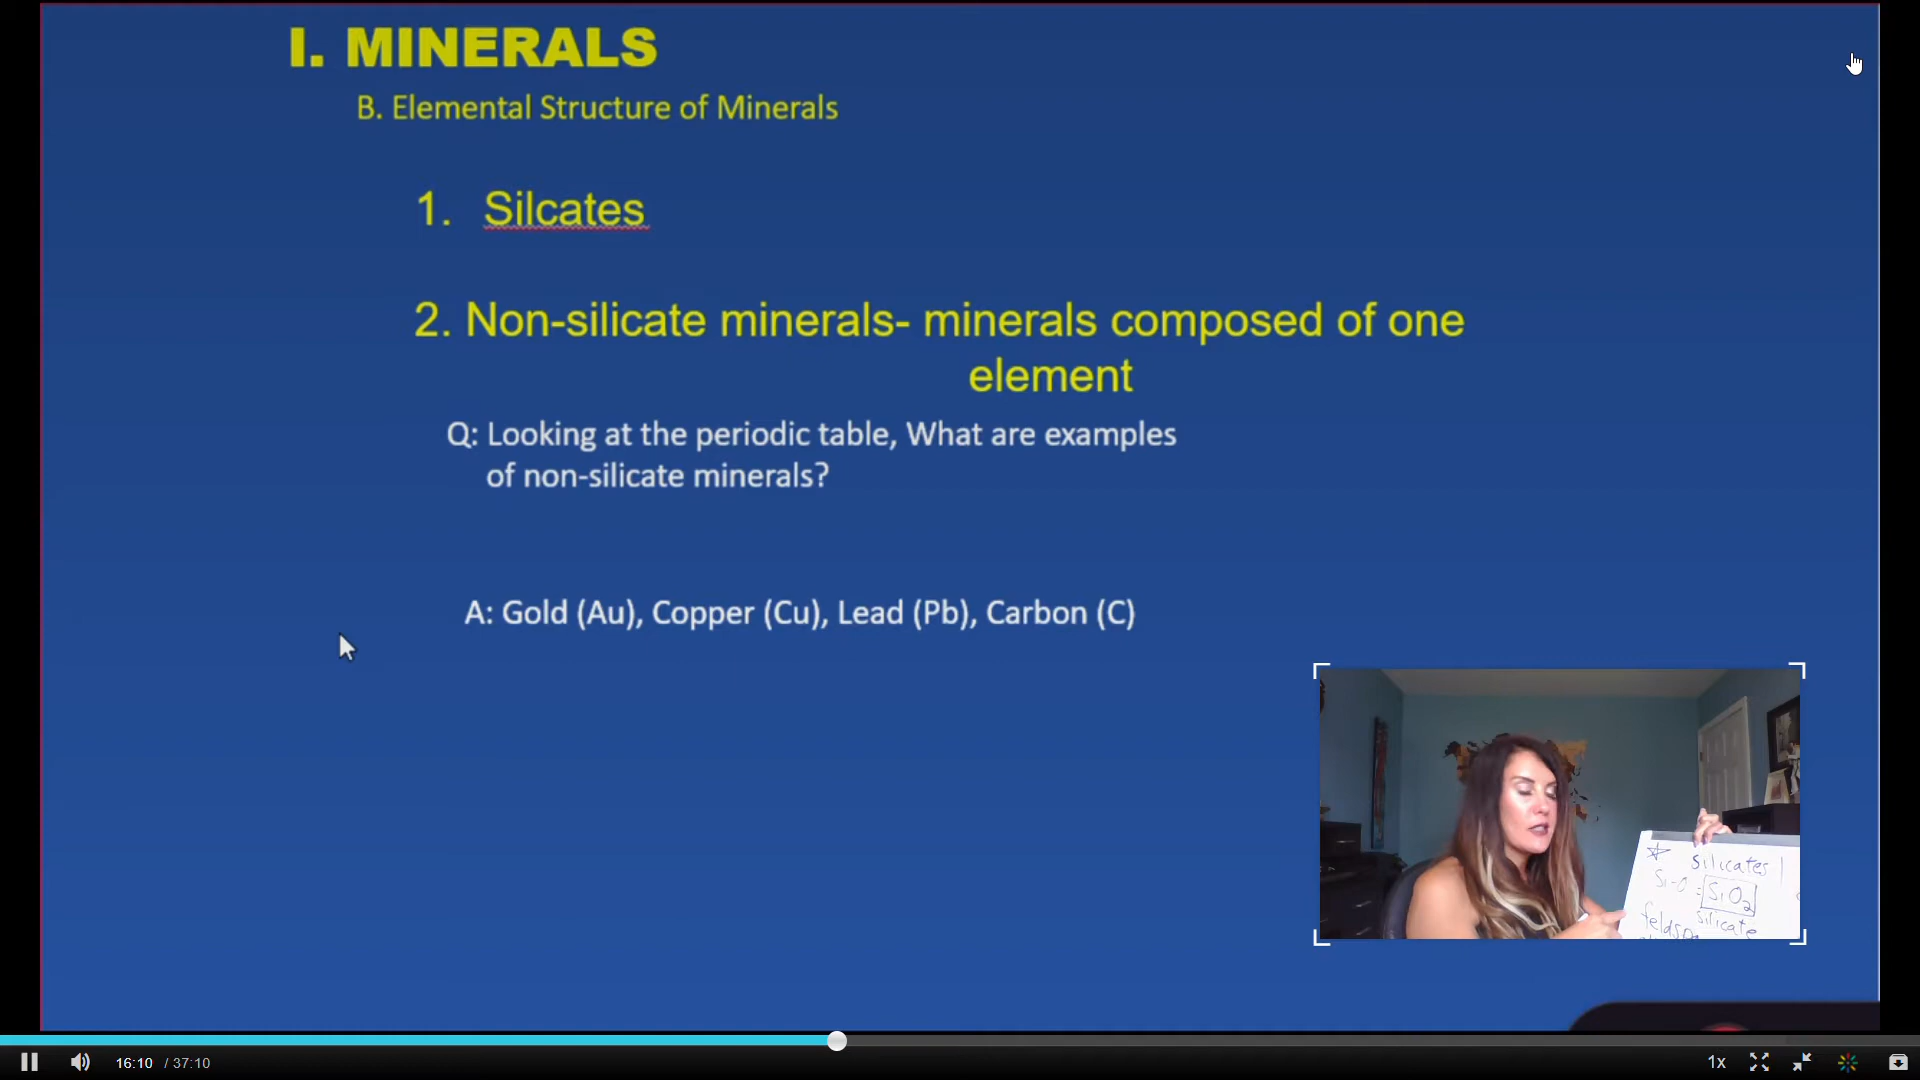 I. MINERALS
B. Elemental Structure of Minerals
1. Silcates
2. Non-silicate minerals- minerals composed of one
element
Q: Looking at the periodic table, What are examples
of non-silicate minerals?
A: Gold (Au), Copper (Cu), Lead (Pb), Carbon (C)
silicates
Si-O = SiO2
silicate
16:10 / 37:10
1x